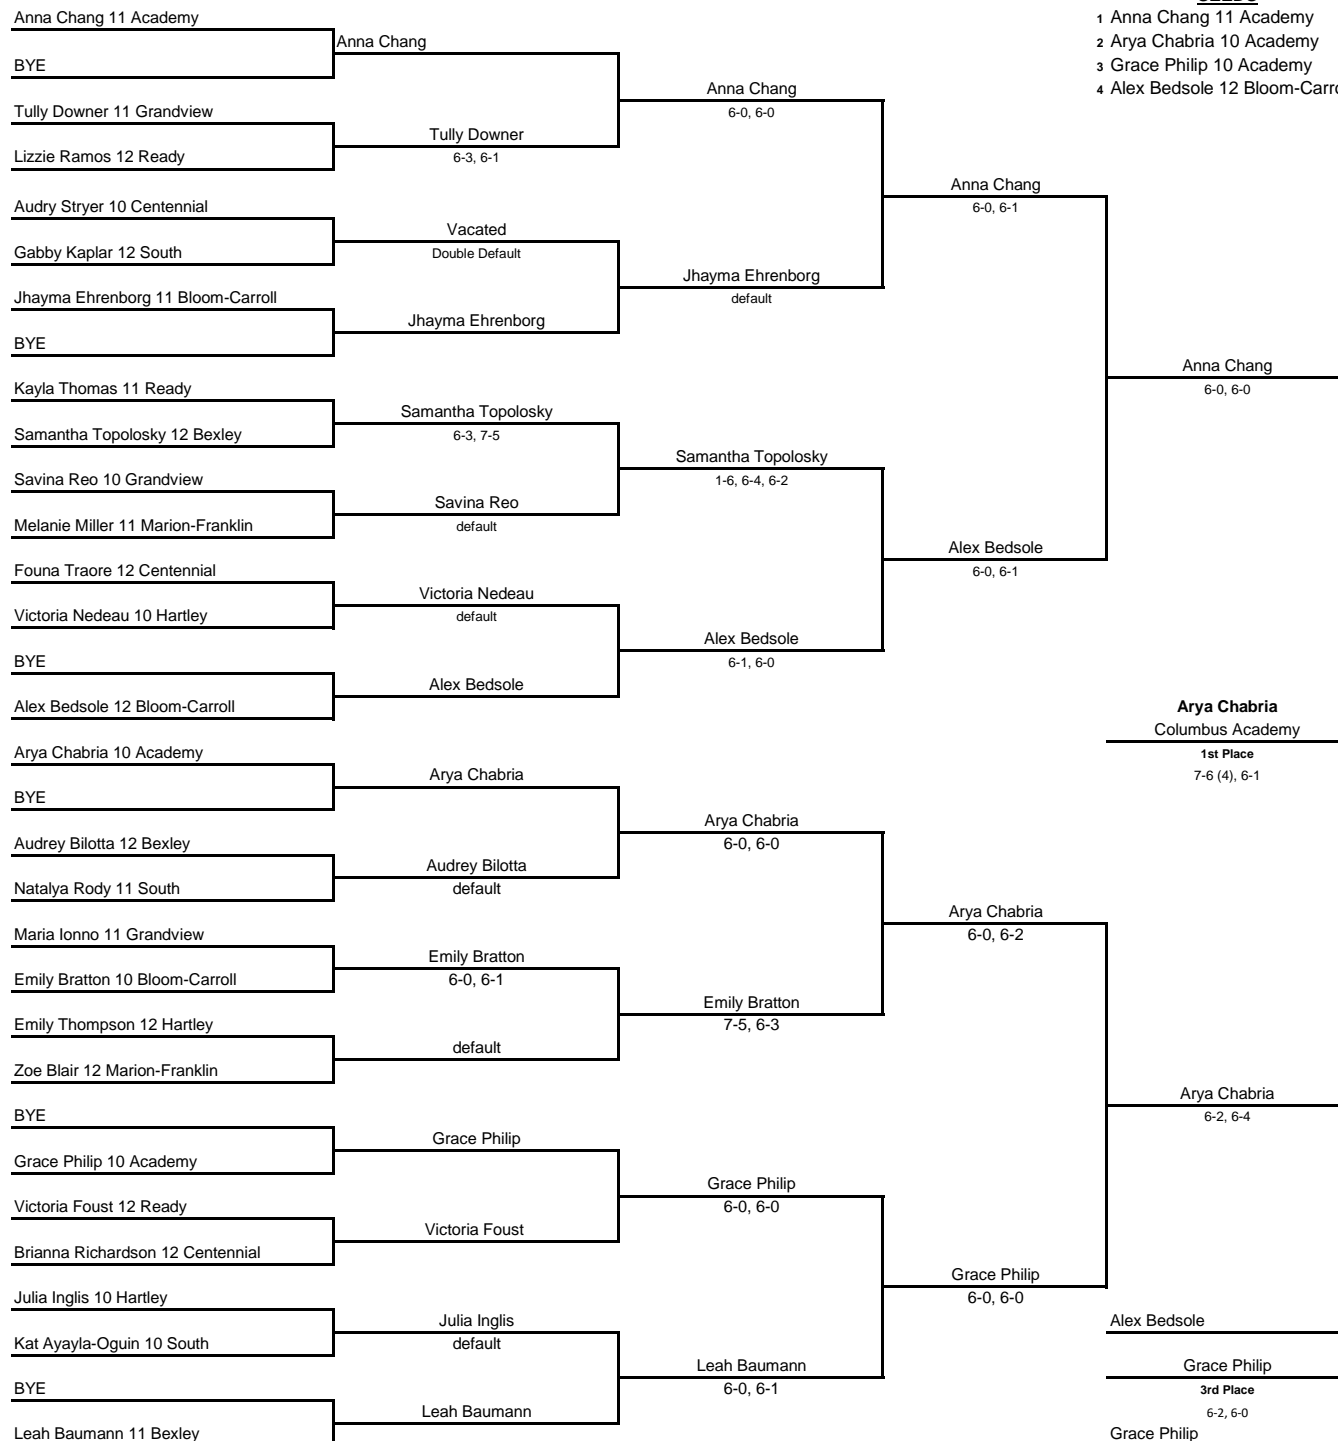 Anna Chang 11 Academy
BYE
Tully Downer 11 Grandview
Lizzie Ramos 12 Ready
Audry Stryer 10 Centennial
Gabby Kaplar 12 South
Jhayma Ehrenborg 11 Bloom-Carroll
BYE
Kayla Thomas 11 Ready
Samantha Topolosky 12 Bexley
Savina Reo 10 Grandview
Melanie Miller 11 Marion-Franklin
Founa Traore 12 Centennial
Victoria Nedeau 10 Hartley
BYE
Alex Bedsole 12 Bloom-Carroll
Arya Chabria 10 Academy
BYE
Audrey Bilotta 12 Bexley
Natalya Rody 11 South
Maria Ionno 11 Grandview
Emily Bratton 10 Bloom-Carroll
Emily Thompson 12 Hartley
Zoe Blair 12 Marion-Franklin
BYE
Grace Philip 10 Academy
Victoria Foust 12 Ready
Brianna Richardson 12 Centennial
Julia Inglis 10 Hartley
Kat Ayayla-Oguin 10 South
BYE
Leah Baumann 11 Bexley
Anna Chang
Tully Downer
6-3, 6-1
Vacated
Double Default
Jhayma Ehrenborg
Samantha Topolosky
6-3, 7-5
Savina Reo
default
Victoria Nedeau
default
Alex Bedsole
Arya Chabria
Audrey Bilotta
default
Emily Bratton
6-0, 6-1
default
Grace Philip
Victoria Foust
Julia Inglis
default
Leah Baumann
Anna Chang
6-0, 6-0
Jhayma Ehrenborg
default
Samantha Topolosky
1-6, 6-4, 6-2
Alex Bedsole
6-1, 6-0
Arya Chabria
6-0, 6-0
Emily Bratton
7-5, 6-3
Grace Philip
6-0, 6-0
Leah Baumann
6-0, 6-1
Anna Chang
6-0, 6-1
Alex Bedsole
6-0, 6-1
Arya Chabria
6-0, 6-2
Grace Philip
6-0, 6-0
1 Anna Chang 11 Academy
2 Arya Chabria 10 Academy
3 Grace Philip 10 Academy
4 Alex Bedsole 12 Bloom-Carro
Anna Chang
6-0, 6-0
Arya Chabria
Columbus Academy
1st Place
7-6 (4), 6-1
Arya Chabria
6-2, 6-4
Alex Bedsole
Grace Philip
3rd Place
6-2, 6-0
Grace Philip